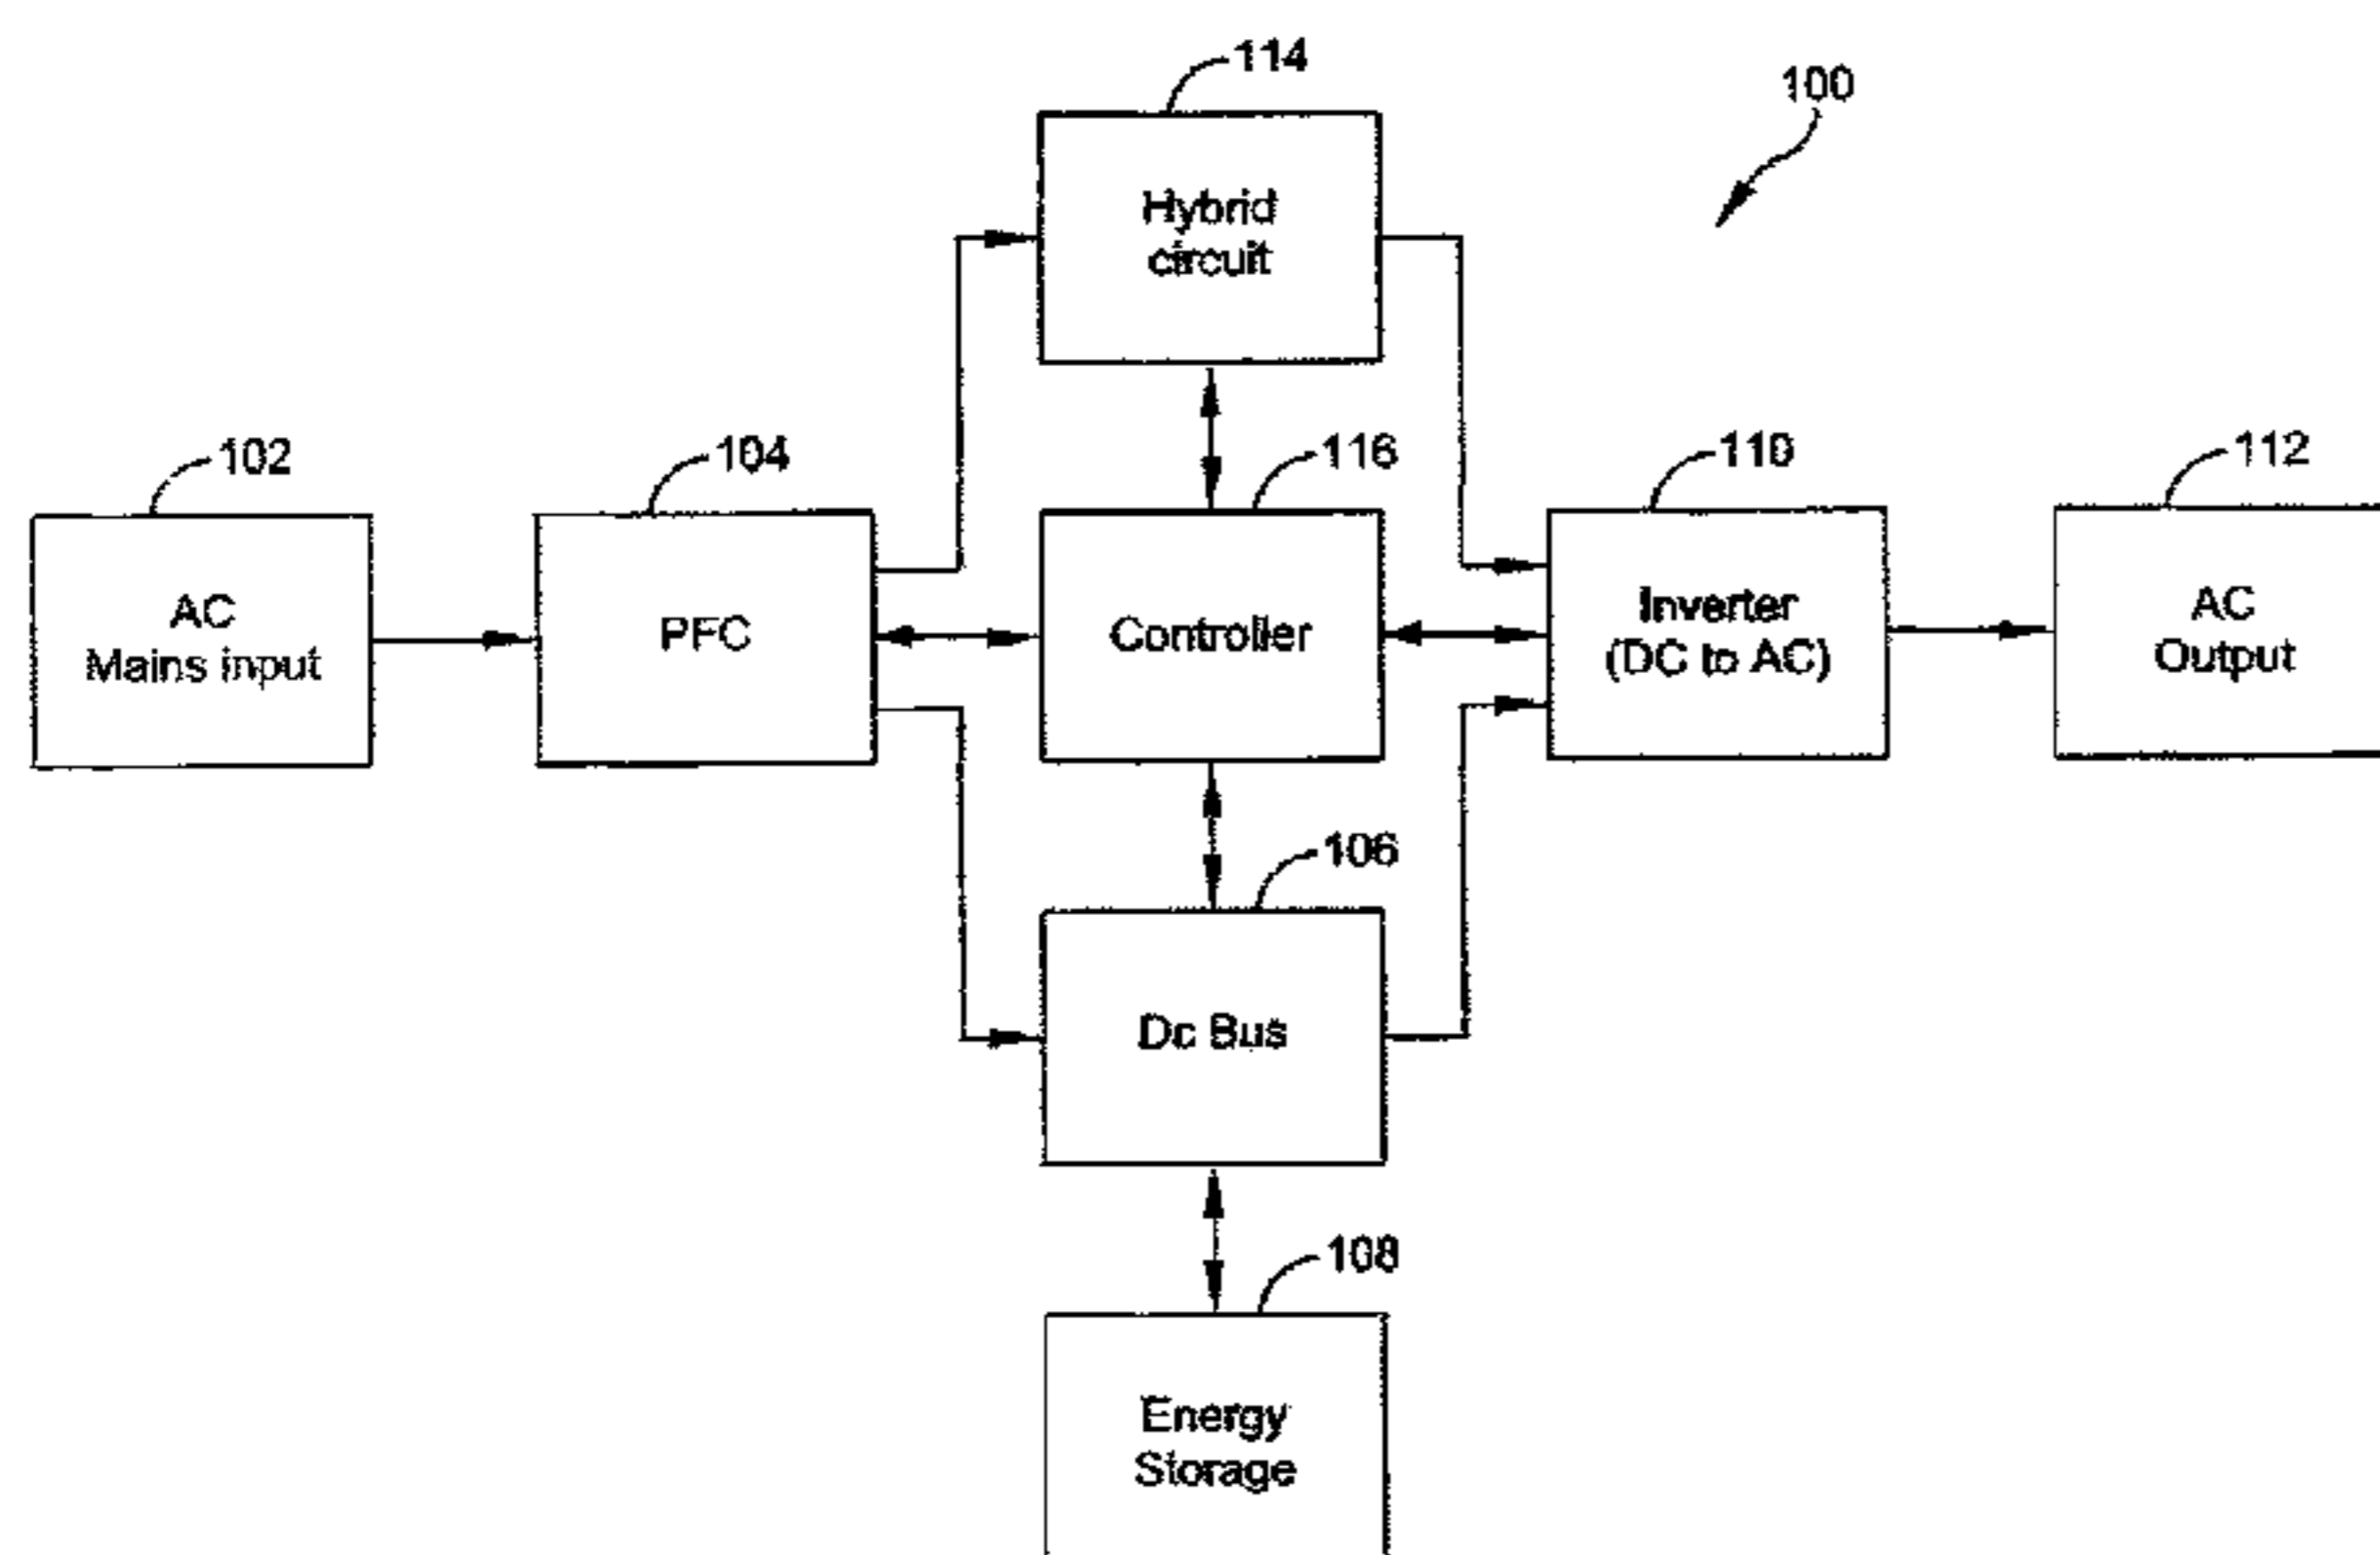 114
100
Hybrid
circuit
102
104
116
110
112
AC
Mains input
PFC
Controller
Inverter
(DC to AC)
AC
Output
106
Dc Bus
108
Energy
Storage